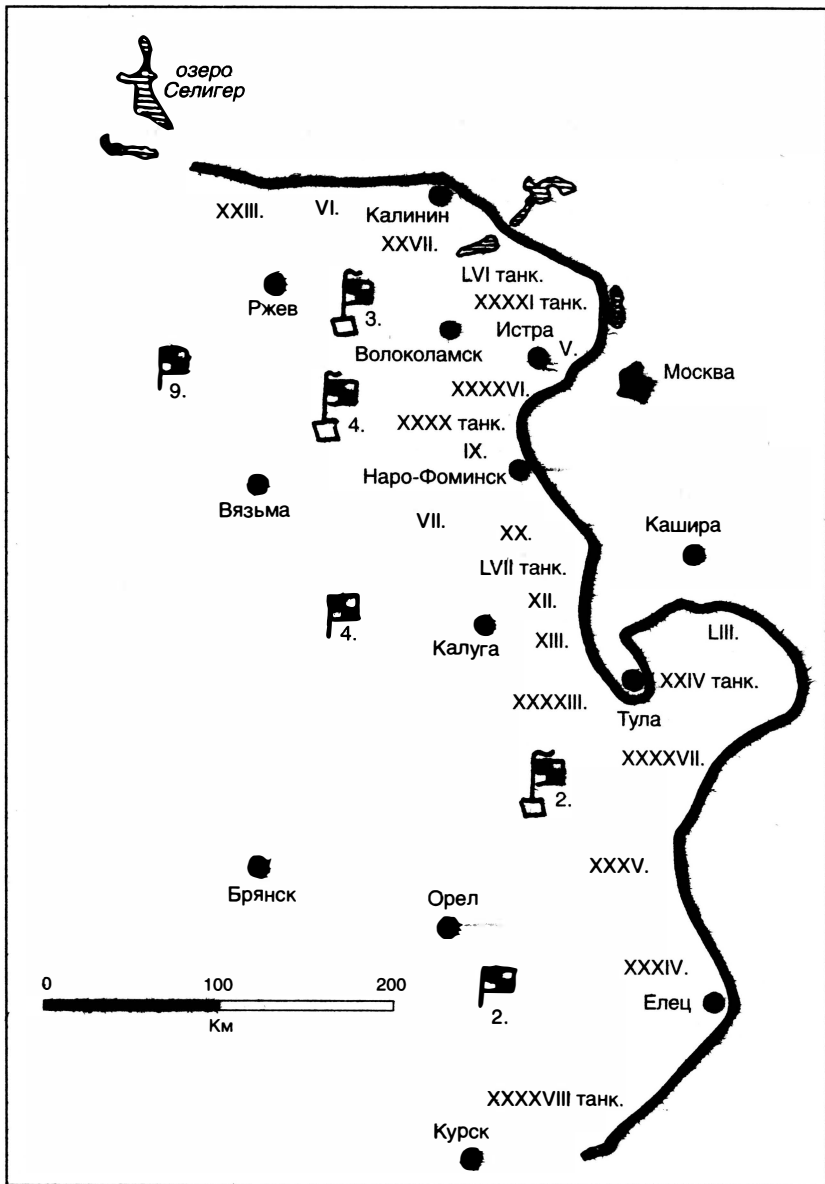 озеро
Селигер
XXIII.
VI.
Калинин
XXVII.
LVI танк.
Ржев
3.
XXXXI танк.
Истра
Волоколамск
V.
Москва
9.
4.
XXXXVI.
XXXX танк.
IX.
Наро-Фоминск
Вязьма
VII.
XX.
Кашира
LVII танк.
XII.
4.
Калуга
XIII.
LIII.
XXIV танк.
XXXXIII.
Тула
XXXXVII.
2.
XXXV.
Брянск
Орел
XXXIV.
0 100 200
Км
2.
Елец
XXXXVIII танк.
Курск